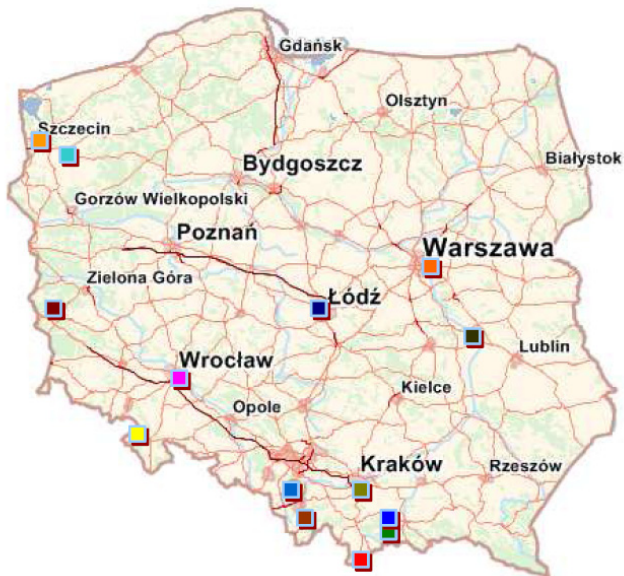 Gdańsk
Olsztyn
Szczecin
Białystok
Bydgoszcz
Gorzów Wielkopolski
Poznań
Warszawa
Zielona Góra
Łódź
Lublin
Wrocław
Kielce
Opole
Kraków
Rzeszów